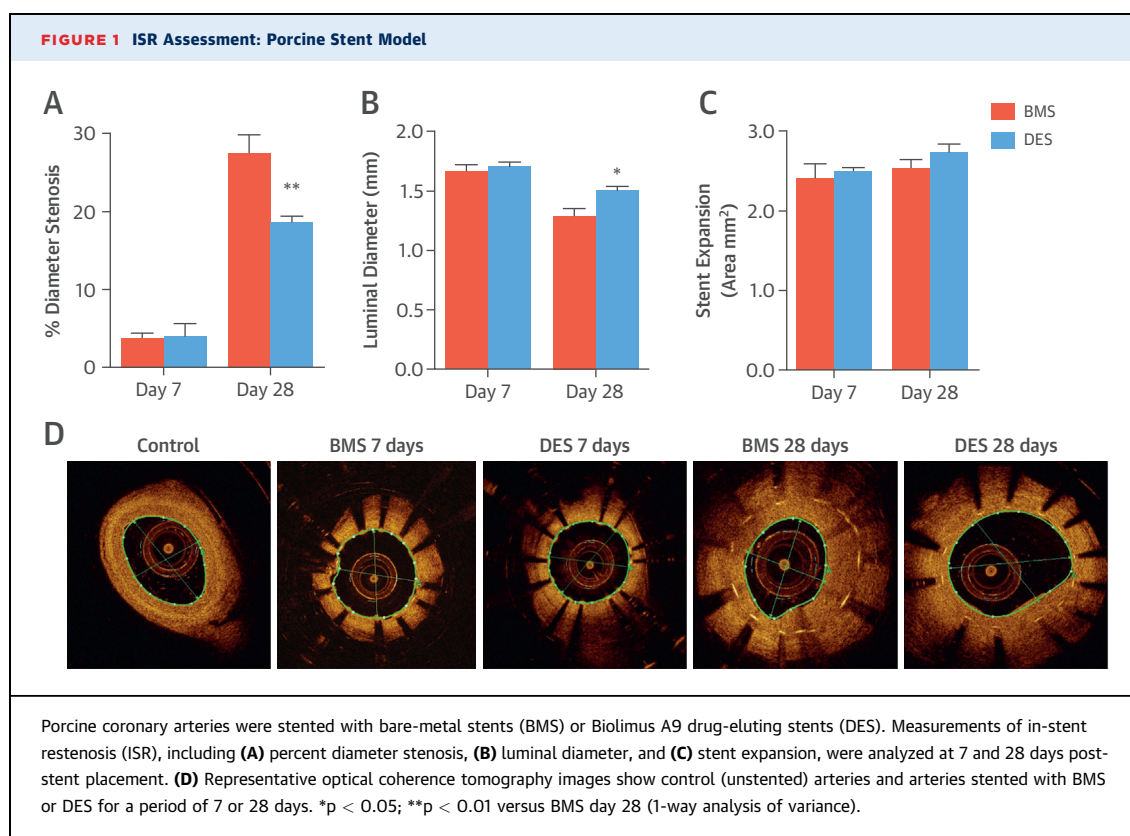 FIGURE 1 ISR Assessment: Porcine Stent Model
A
% Diameter Stenosis
30
20
10
0
Day 7
Day 28
**
B
Luminal Diameter (mm)
2.0
1.5
1.0
0.5
0.0
Day 7
Day 28
*
C
Stent Expansion
(Area mm²)
3.0
2.0
1.0
0.0
Day 7
Day 28
BMS
DES
D
Control
BMS 7 days
DES 7 days
BMS 28 days
DES 28 days
Porcine coronary arteries were stented with bare-metal stents (BMS) or Biolimus A9 drug-eluting stents (DES). Measurements of in-stent
restenosis (ISR), including (A) percent diameter stenosis, (B) luminal diameter, and (C) stent expansion, were analyzed at 7 and 28 days post-
stent placement. (D) Representative optical coherence tomography images show control (unstented) arteries and arteries stented with BMS
or DES for a period of 7 or 28 days. *p < 0.05; **p < 0.01 versus BMS day 28 (1-way analysis of variance).